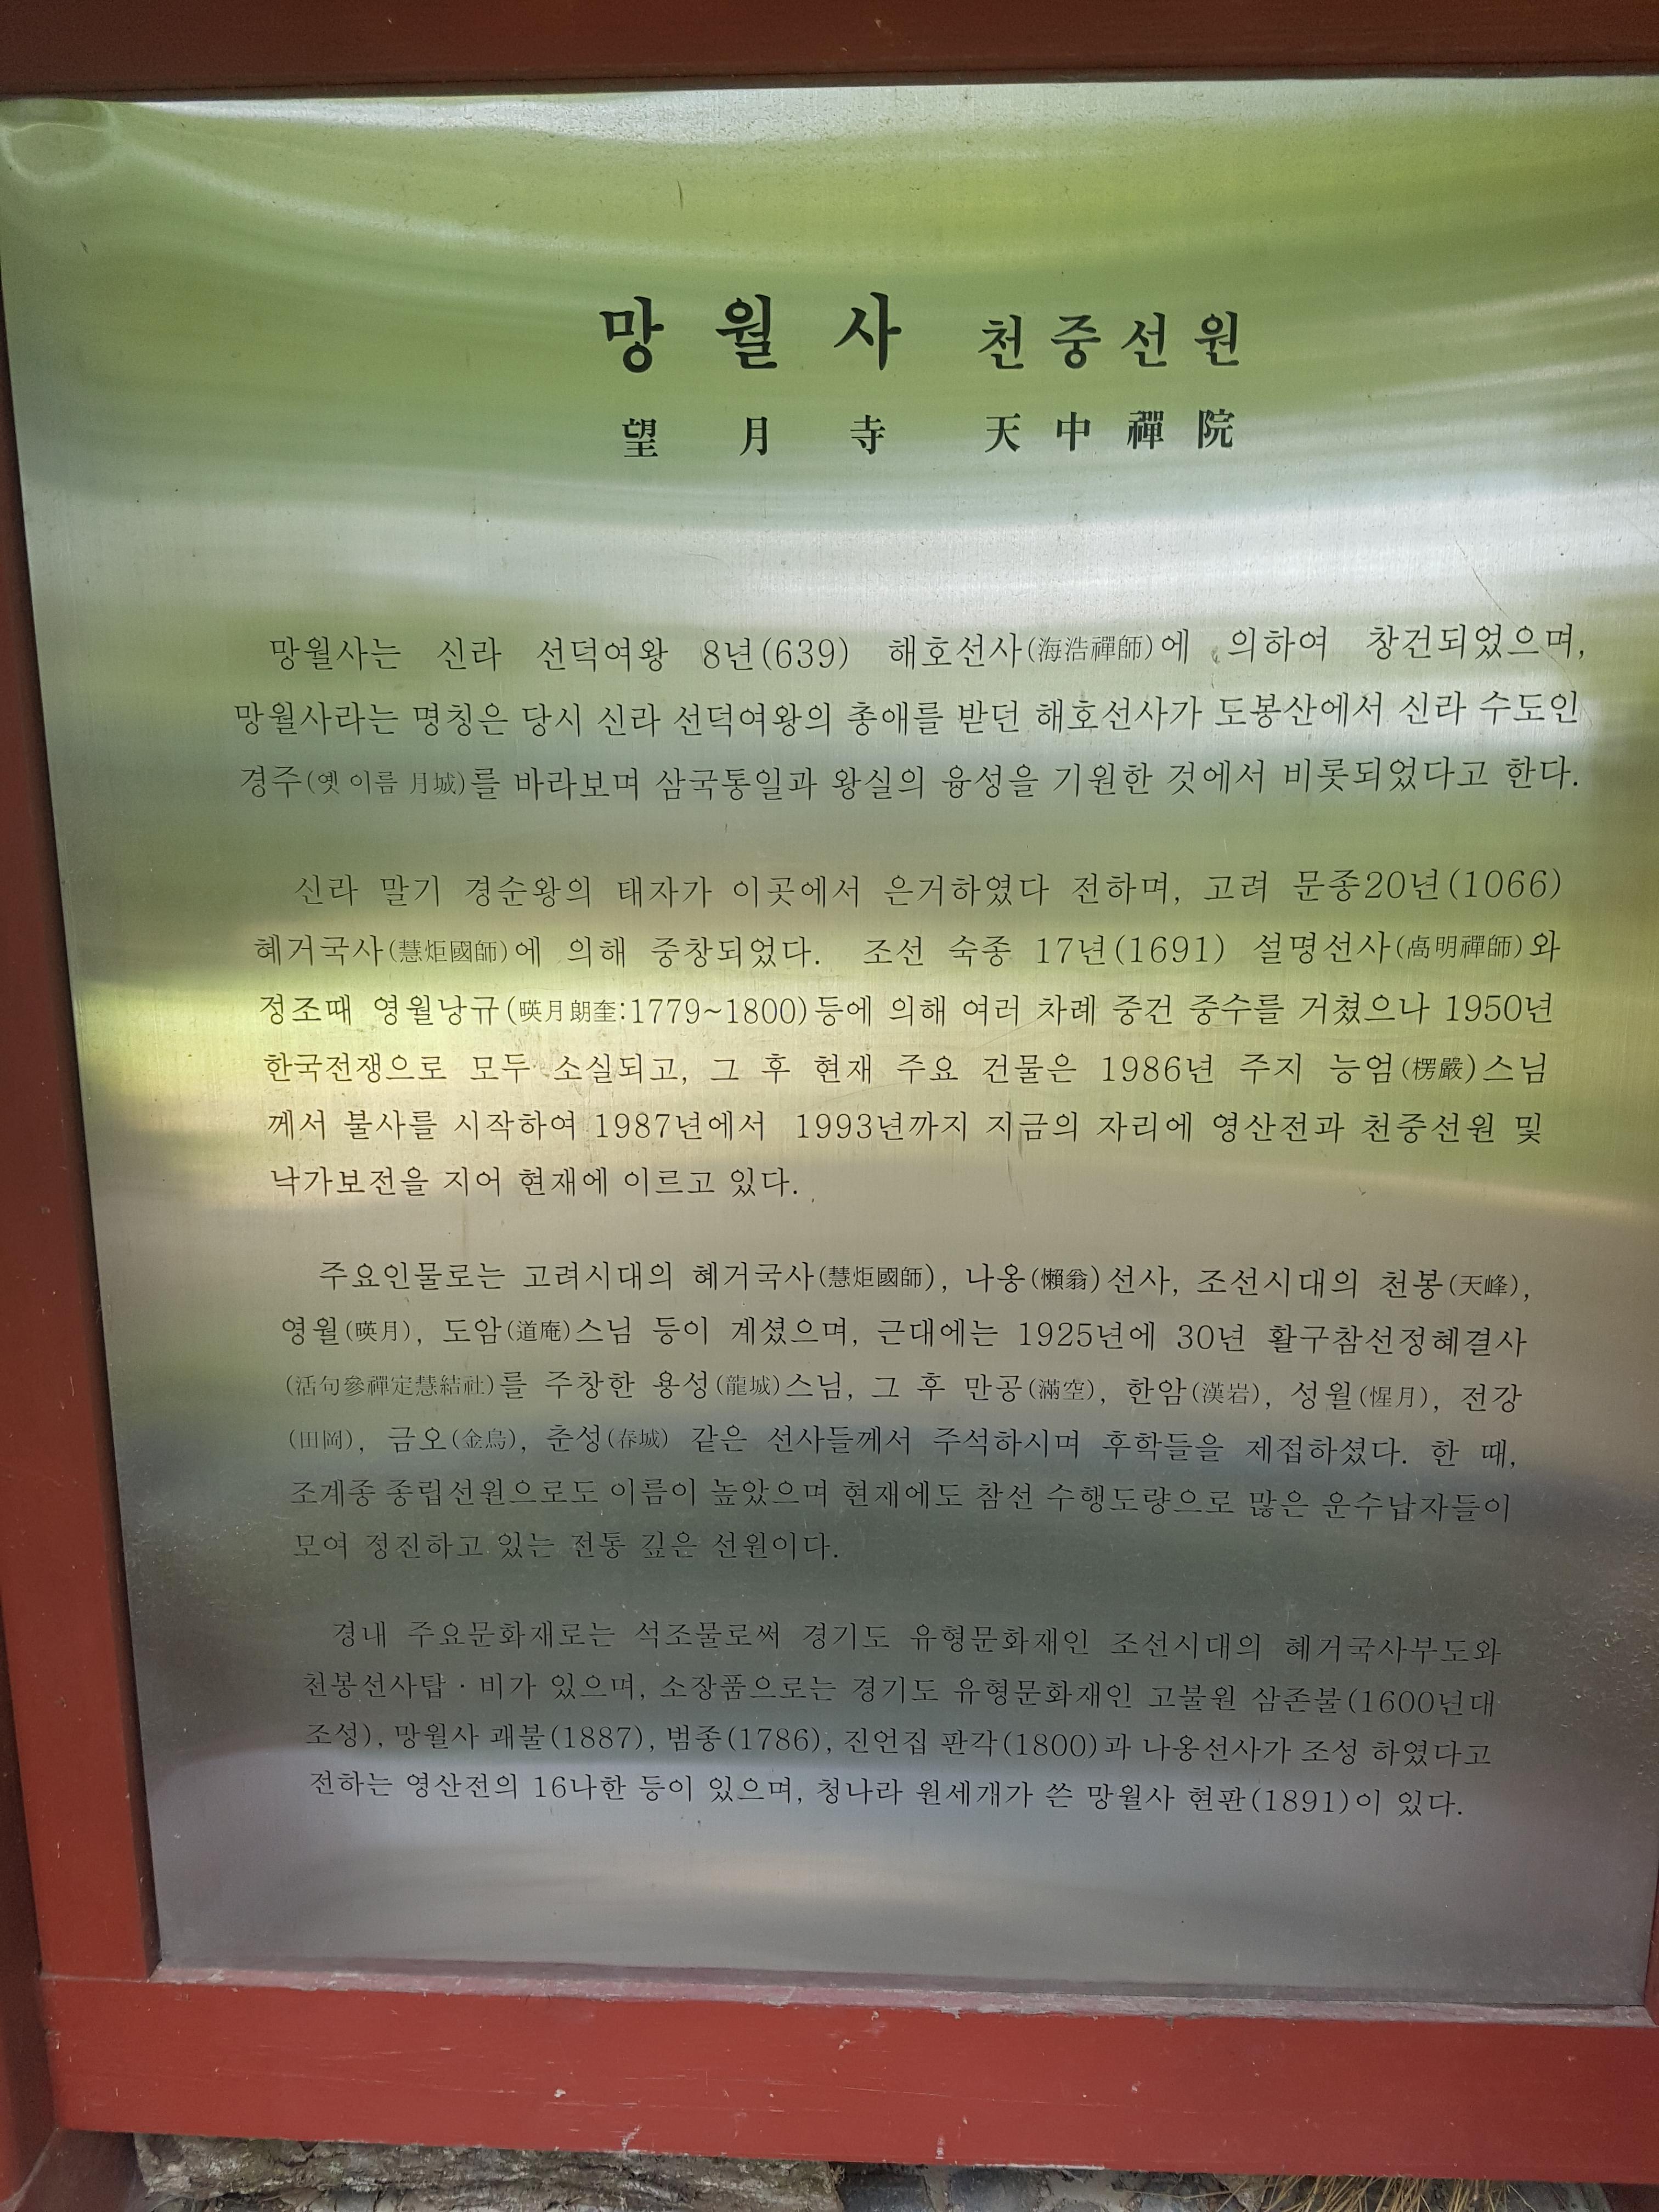 망 월 사 천중선원
望 月 寺 天中禪院
망월사는 신라 선덕여왕 8년(639) 해호선사(海浩禪師)에 의하여 창건되었으며,
망월사라는 명칭은 당시 신라 선덕여왕의 총애를 받던 해호선사가 도봉산에서 신라 수도인
경주(옛 이름 月城)를 바라보며 삼국통일과 왕실의 융성을 기원한 것에서 비롯되었다고 한다.
신라 말기 경순왕의 태자가 이곳에서 은거하였다 전하며, 고려 문종20년(1066)
혜거국사(慧炬國師)에 의해 중창되었다. 조선 숙종 17년(1691) 설명선사(卨明禪師)와
정조때 영월낭규(暎月朗奎:1779~1800)등에 의해 여러 차례 중건 중수를 거쳤으나 1950년
한국전쟁으로 모두 소실되고, 그 후 현재 주요 건물은 1986년 주지 능엄(楞嚴)스님
께서 불사를 시작하여 1987년에서 1993년까지 지금의 자리에 영산전과 천중선원 및
낙가보전을 지어 현재에 이르고 있다.
주요인물로는 고려시대의 혜거국사(慧炬國師), 나옹(懶翁)선사, 조선시대의 천봉(天峰),
영월(暎月), 도암(道庵)스님 등이 계셨으며, 근대에는 1925년에 30년 활구참선정혜결사
(活句參禪定慧結社)를 주창한 용성(龍城)스님, 그 후 만공(滿空), 한암(漢岩), 성월(惺月), 전강
(田岡), 금오(金烏), 춘성(春城) 같은 선사들께서 주석하시며 후학들을 제접하셨다. 한 때,
조계종 종립선원으로도 이름이 높았으며 현재에도 참선 수행도량으로 많은 운수납자들이
모여 정진하고 있는 전통 깊은 선원이다.
경내 주요문화재로는 석조물로써 경기도 유형문화재인 조선시대의 혜거국사부도와
천봉선사탑·비가 있으며, 소장품으로는 경기도 유형문화재인 고불원 삼존불(1600년대
조성), 망월사 괘불(1887), 범종(1786), 진언집 판각(1800)과 나옹선사가 조성 하였다고
전하는 영산전의 16나한 등이 있으며, 청나라 원세개가 쓴 망월사 현판(1891)이 있다.